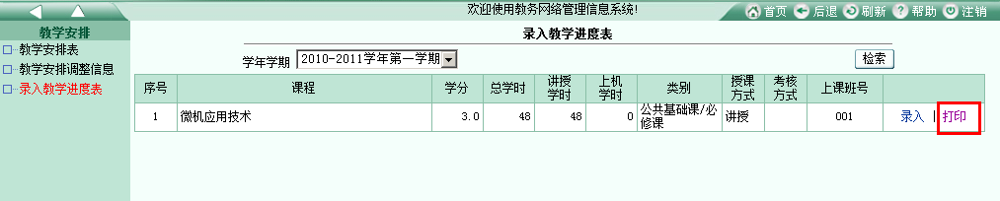 欢迎使用教务网络管理信息系统!
首页 后退 刷新 帮助 注销
教学安排
教学安排表
教学安排调整信息
录入教学进度表
录入教学进度表
学年学期 2010-2011学年第一学期 检索
序号 课程 学分 总学时 讲授学时 上机学时 类别 授课方式 考核方式 上课班号
1 微机应用技术 3.0 48 48 0 公共基础课/必修课 讲授 001 录入 | 打印